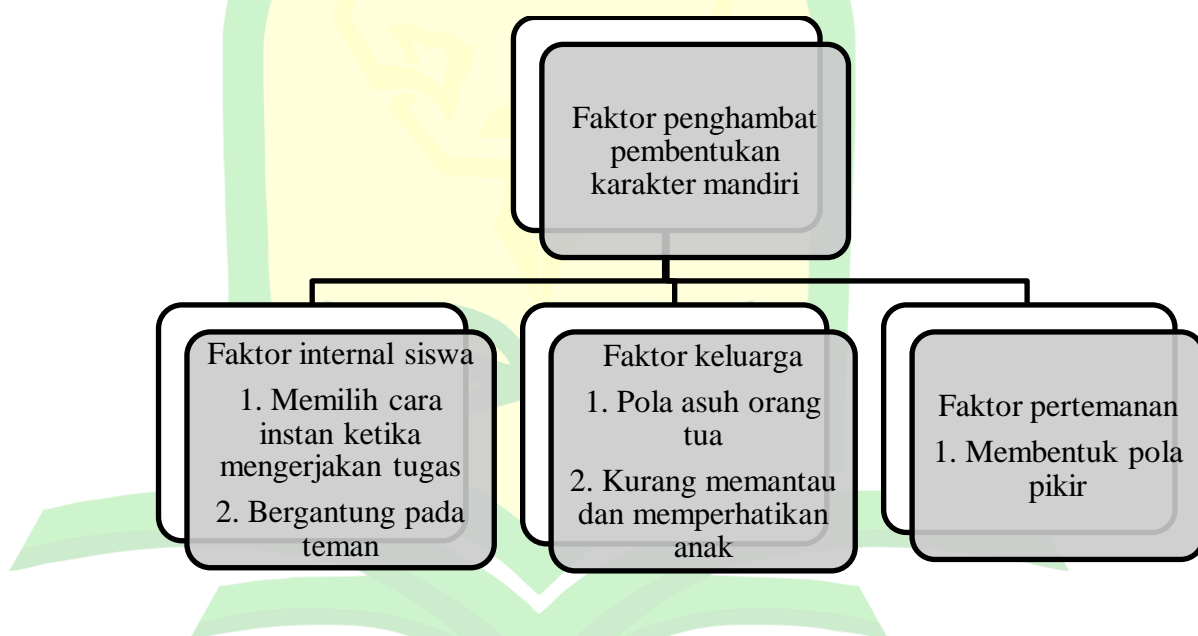 Faktor penghambat
pembentukan
karakter mandiri
Faktor internal siswa
1. Memilih cara
instan ketika
mengerjakan tugas
2. Bergantung pada
teman
Faktor keluarga
1. Pola asuh orang
tua
2. Kurang memantau
dan memperhatikan
anak
Faktor pertemanan
1. Membentuk pola
pikir